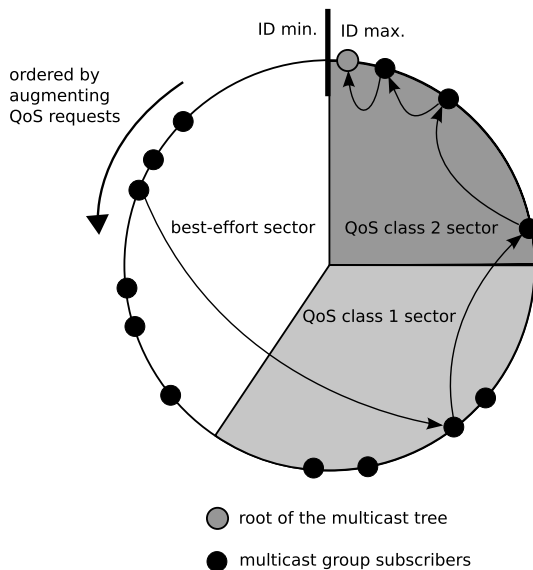 ID min.
ID max.
ordered by
augmenting
QoS requests
best-effort sector
QoS class 2 sector
QoS class 1 sector
root of the multicast tree
multicast group subscribers